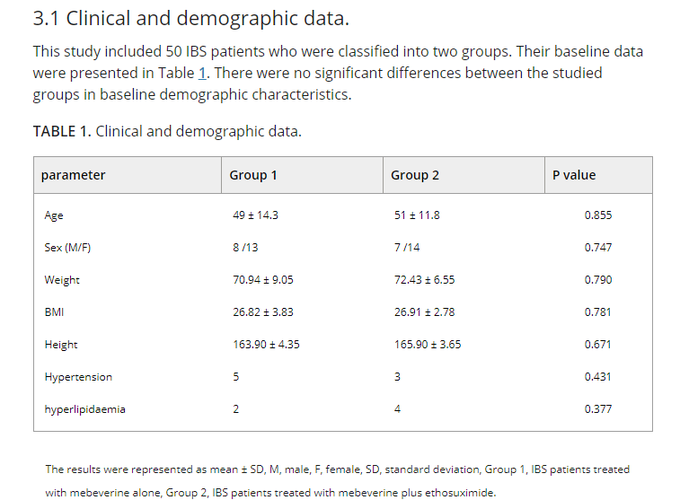 3.1 Clinical and demographic data.
This study included 50 IBS patients who were classified into two groups. Their baseline data
were presented in Table 1. There were no significant differences between the studied
groups in baseline demographic characteristics.
TABLE 1. Clinical and demographic data.
parameter Group 1 Group 2 P value
Age 49 ± 14.3 51 ± 11.8 0.855
Sex (M/F) 8 /13 7 /14 0.747
Weight 70.94 ± 9.05 72.43 ± 6.55 0.790
BMI 26.82 ± 3.83 26.91 ± 2.78 0.781
Height 163.90 ± 4.35 165.90 ± 3.65 0.671
Hypertension 5 3 0.431
hyperlipidaemia 2 4 0.377
The results were represented as mean ± SD, M, male, F, female, SD, standard deviation, Group 1, IBS patients treated
with mebeverine alone, Group 2, IBS patients treated with mebeverine plus ethosuximide.